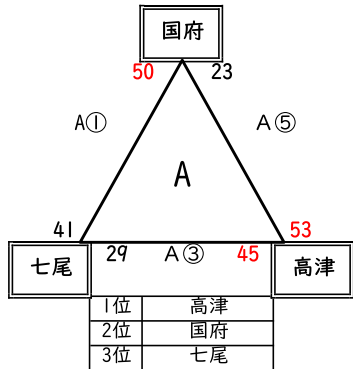 国府
50 23
A① A⑤
A
41 53
七尾 29 A③ 45 高津
1位 高津
2位 国府
3位 七尾